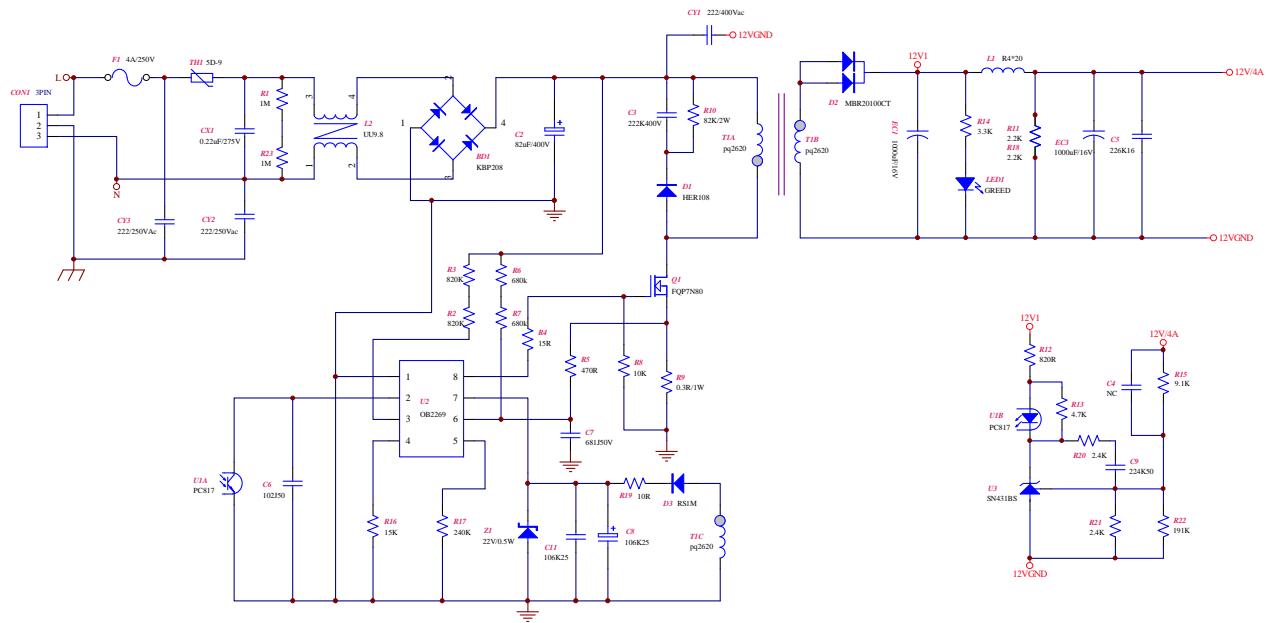 CY1 222/400Vac
12VGND
F1 4A/250V
TH1 5D-9
L
CON1 3PIN
1
2
3
R1
1M
CX1
0.22uF/275V
R23
1M
N
CY3
222/250VAc
CY2
222/250Vac
3
4
L2
UU9.8
1
2
2
1
4
3
BD1
KBP208
C2
82uF/400V
C3
222K400V
R10
82K/2W
D1
HER108
T1A
pq2620
T1B
pq2620
D2 MBR20100CT
12V1
EC1
1000uF/16V
L1 R4*20
R14
3.3K
LED1
GREED
R11
2.2K
R18
2.2K
EC3
1000uF/16V
C5
226K16
12V/4A
12VGND
R3
820K
R6
680k
R2
820K
R7
680k
R4
15R
Q1
FQP7N80
R5
470R
R8
10K
R9
0.3R/1W
1
2
3
4
8
7
6
5
U2
OB2269
C7
681J50V
U1A
PC817
C6
102J50
R16
15K
R17
240K
Z1
22V/0.5W
C11
106K25
C8
106K25
R19 10R
D3 RS1M
T1C
pq2620
12V1
R12
820R
12V/4A
C4
NC
R15
9.1K
R13
4.7K
U1B
PC817
R20 2.4K
C9
224K50
U3
SN431BS
R21
2.4K
R22
191K
12VGND